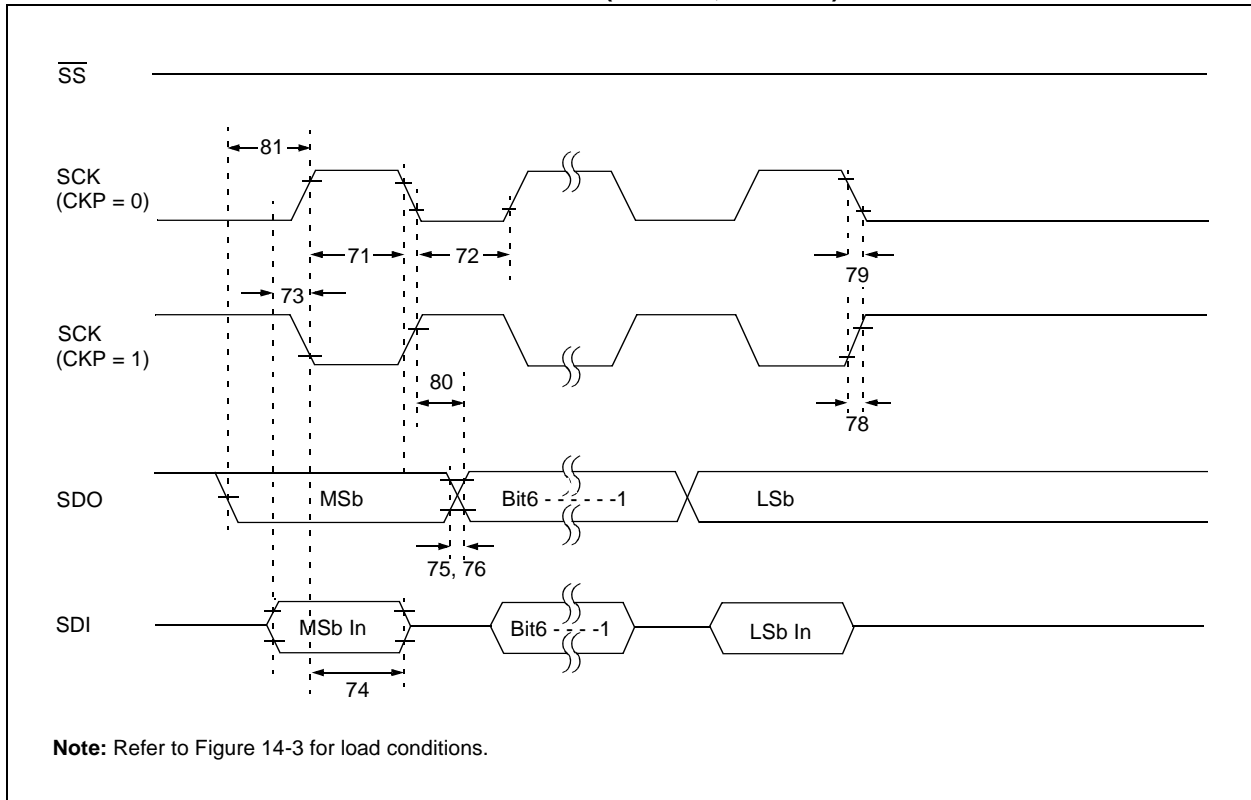 SS
81
SCK
(CKP = 0)
71
72
79
73
SCK
(CKP = 1)
80
78
SDO
MSb
Bit6 - - - - - -1
LSb
75, 76
SDI
MSb In
Bit6 - - - - -1
LSb In
74
Note: Refer to Figure 14-3 for load conditions.